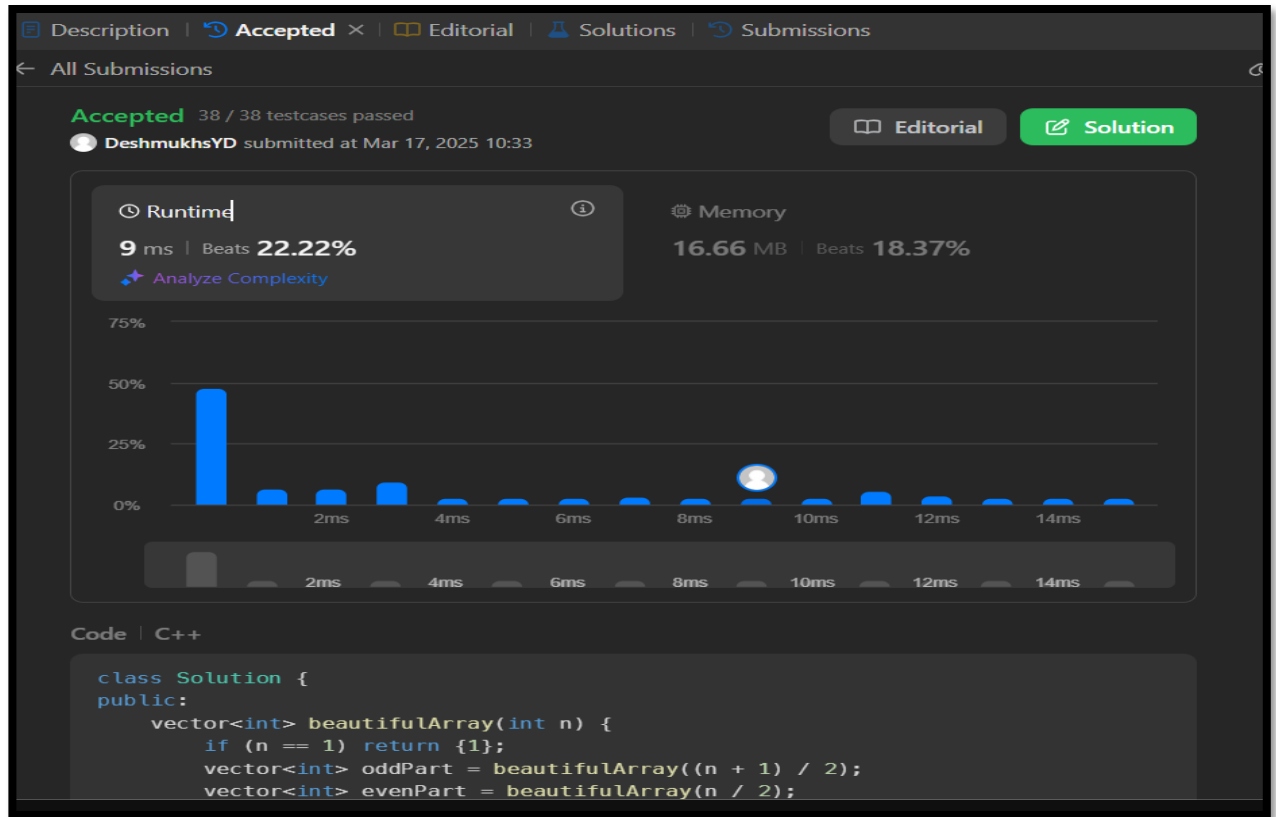 Description | Accepted × | Editorial | Solutions | Submissions
← All Submissions
Accepted 38 / 38 testcases passed
DeshmukhsYD submitted at Mar 17, 2025 10:33
Editorial
Solution
Runtime
9 ms | Beats 22.22%
Analyze Complexity
Memory
16.66 MB | Beats 18.37%
75%
50%
25%
0%
2ms 4ms 6ms 8ms 10ms 12ms 14ms
2ms 4ms 6ms 8ms 10ms 12ms 14ms
Code | C++
class Solution {
public:
    vector<int> beautifulArray(int n) {
        if (n == 1) return {1};
        vector<int> oddPart = beautifulArray((n + 1) / 2);
        vector<int> evenPart = beautifulArray(n / 2);